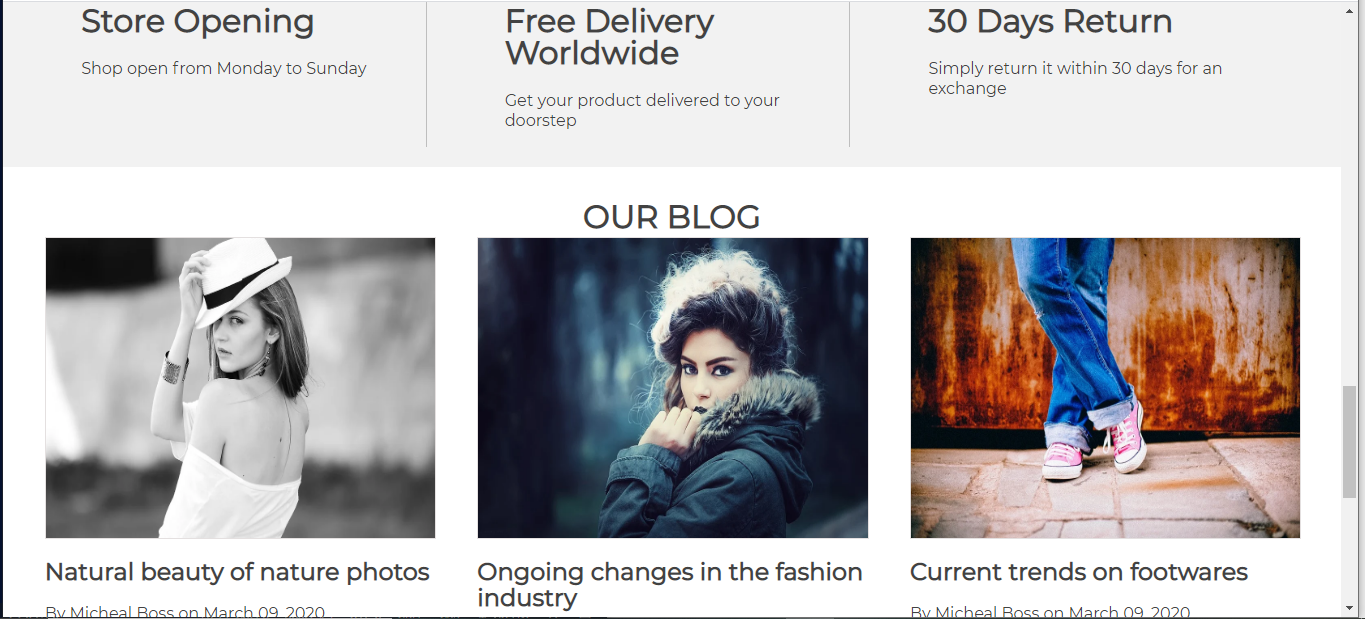 Store Opening
Shop open from Monday to Sunday
Free Delivery
Worldwide
Get your product delivered to your
doorstep
30 Days Return
Simply return it within 30 days for an
exchange
OUR BLOG
Natural beauty of nature photos
By Micheal Boss on March 09, 2020
Ongoing changes in the fashion
industry
Current trends on footwares
By Micheal Boss on March 09, 2020